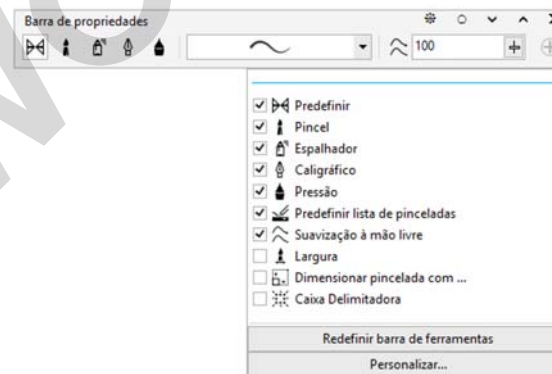 Barra de propriedades
100
Predefinir
Pincel
Espalhador
Caligráfico
Pressão
Predefinir lista de pinceladas
Suavização à mão livre
Largura
Dimensionar pincelada com ...
Caixa Delimitadora
Redefinir barra de ferramentas
Personalizar...